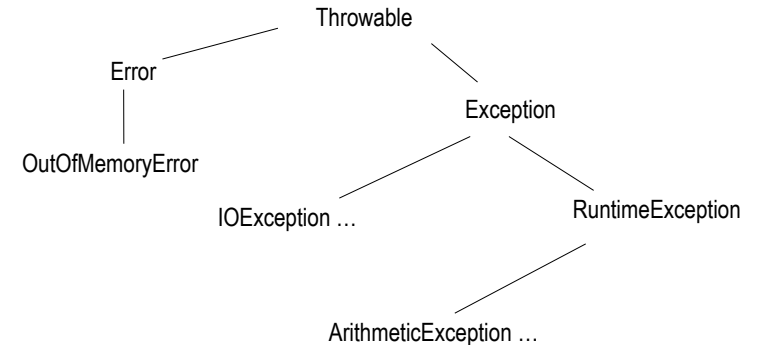 Throwable
Error
Exception
OutOfMemoryError
IOException …
RuntimeException
ArithmeticException …